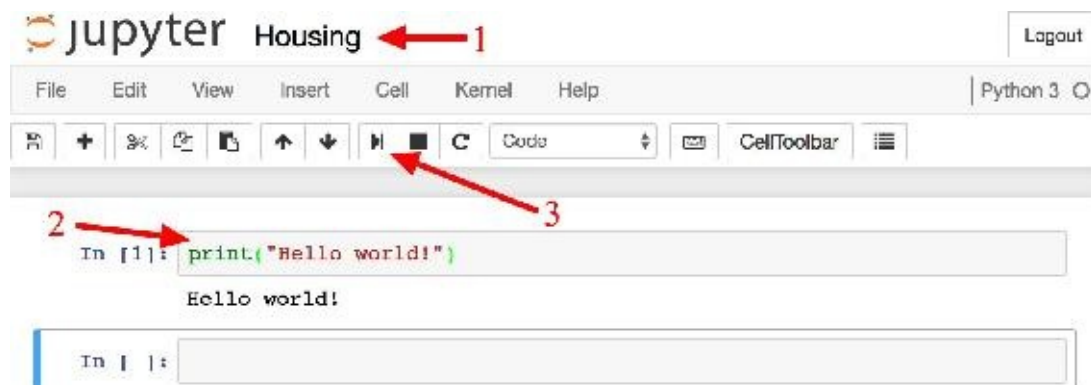 jupyter Housing 1 Logout
File Edit View Insert Cell Kernel Help Python 3
Code CellToolbar
3
2
In [1]: print("Hello world!")
Hello world!
In [ ]: